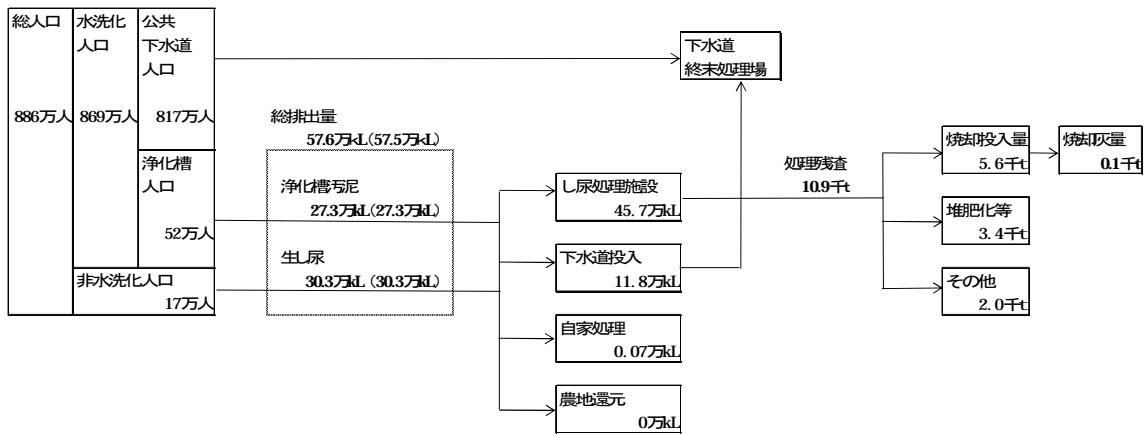 総人口
886万人
水洗化
人口
869万人
公共
下水道
人口
817万人
浄化槽
人口
52万人
非水洗化人口
17万人
総排出量
57.6万kL(57.5万kL)
浄化槽汚泥
27.3万kL(27.3万kL)
生し尿
30.3万kL (30.3万kL)
し尿処理施設
45.7万kL
下水道投入
11.8万kL
自家処理
0.07万kL
農地還元
0万kL
下水道
終末処理場
処理残渣
10.9千t
焼却投入量
5.6千t
焼却灰量
0.1千t
堆肥化等
3.4千t
その他
2.0千t